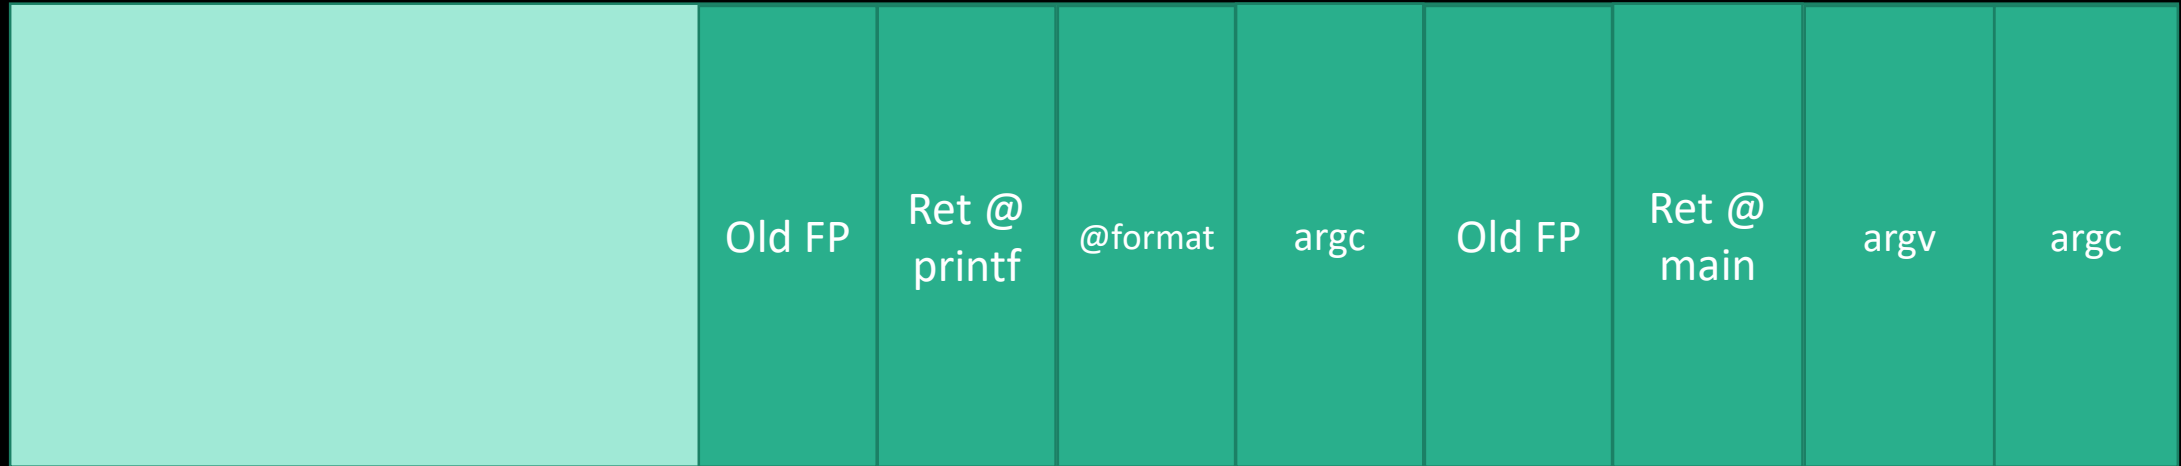 Old FP
Ret @
printf
@format
argc
Old FP
Ret @
main
argv
argc